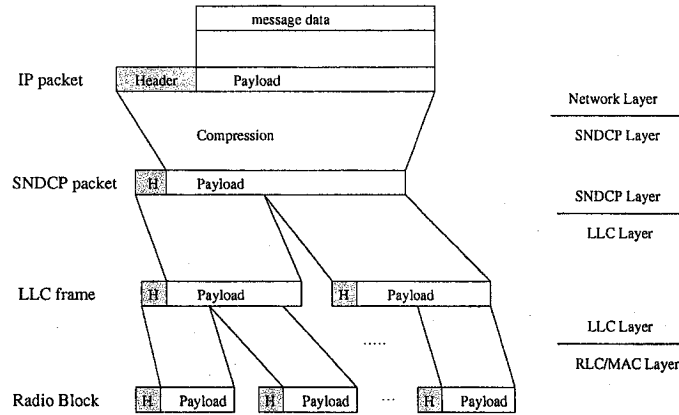 message data
IP packet
Header Payload
Network Layer
SNDCP Layer
Compression
SNDCP packet
H Payload
SNDCP Layer
LLC Layer
LLC frame
H Payload H Payload
.....
LLC Layer
RLC/MAC Layer
Radio Block
H Payload H Payload ... H Payload